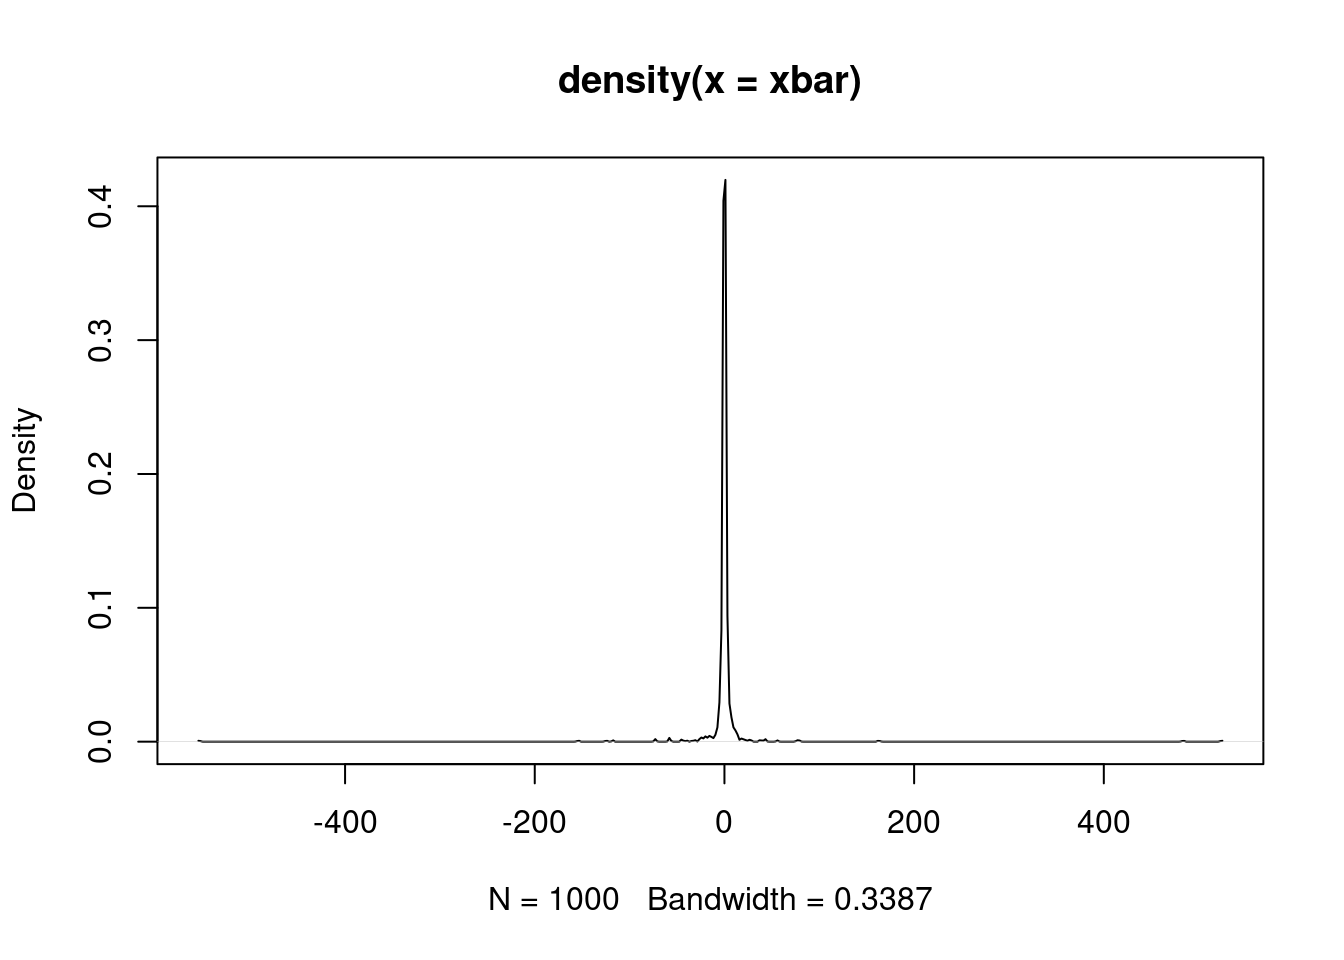 density(x = xbar)
Density
0.4
0.3
0.2
0.1
0.0
-400 -200 0 200 400
N = 1000 Bandwidth = 0.3387